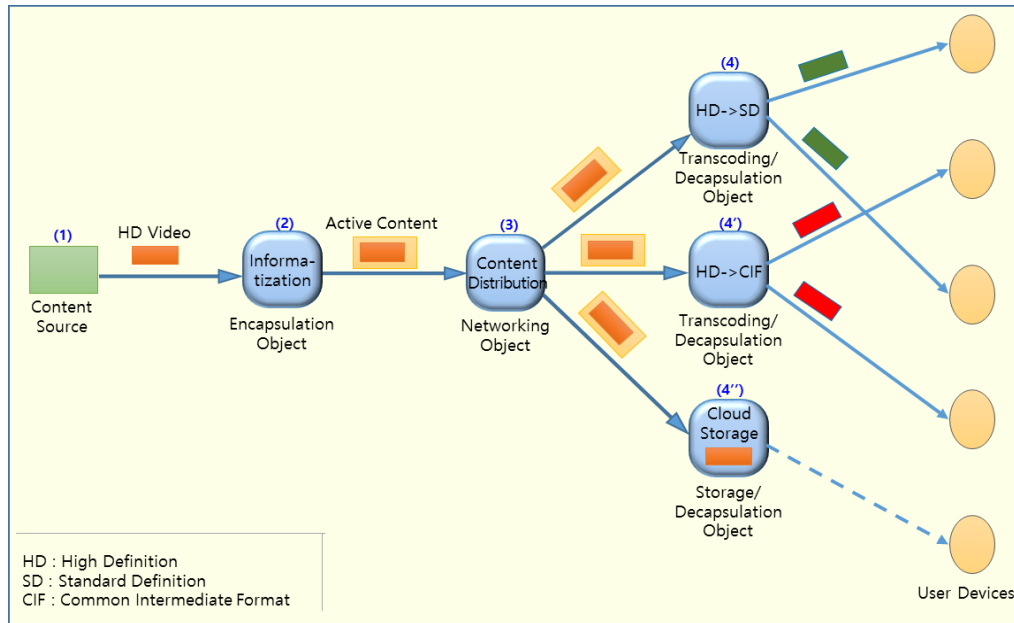 (1)
HD Video
Content
Source
(2)
Informa-
tization
Encapsulation
Object
Active Content
(3)
Content
Distribution
Networking
Object
(4)
HD->SD
Transcoding/
Decapsulation
Object
(4')
HD->CIF
Transcoding/
Decapsulation
Object
(4'')
Cloud
Storage
Storage/
Decapsulation
Object
User Devices
HD : High Definition
SD : Standard Definition
CIF : Common Intermediate Format